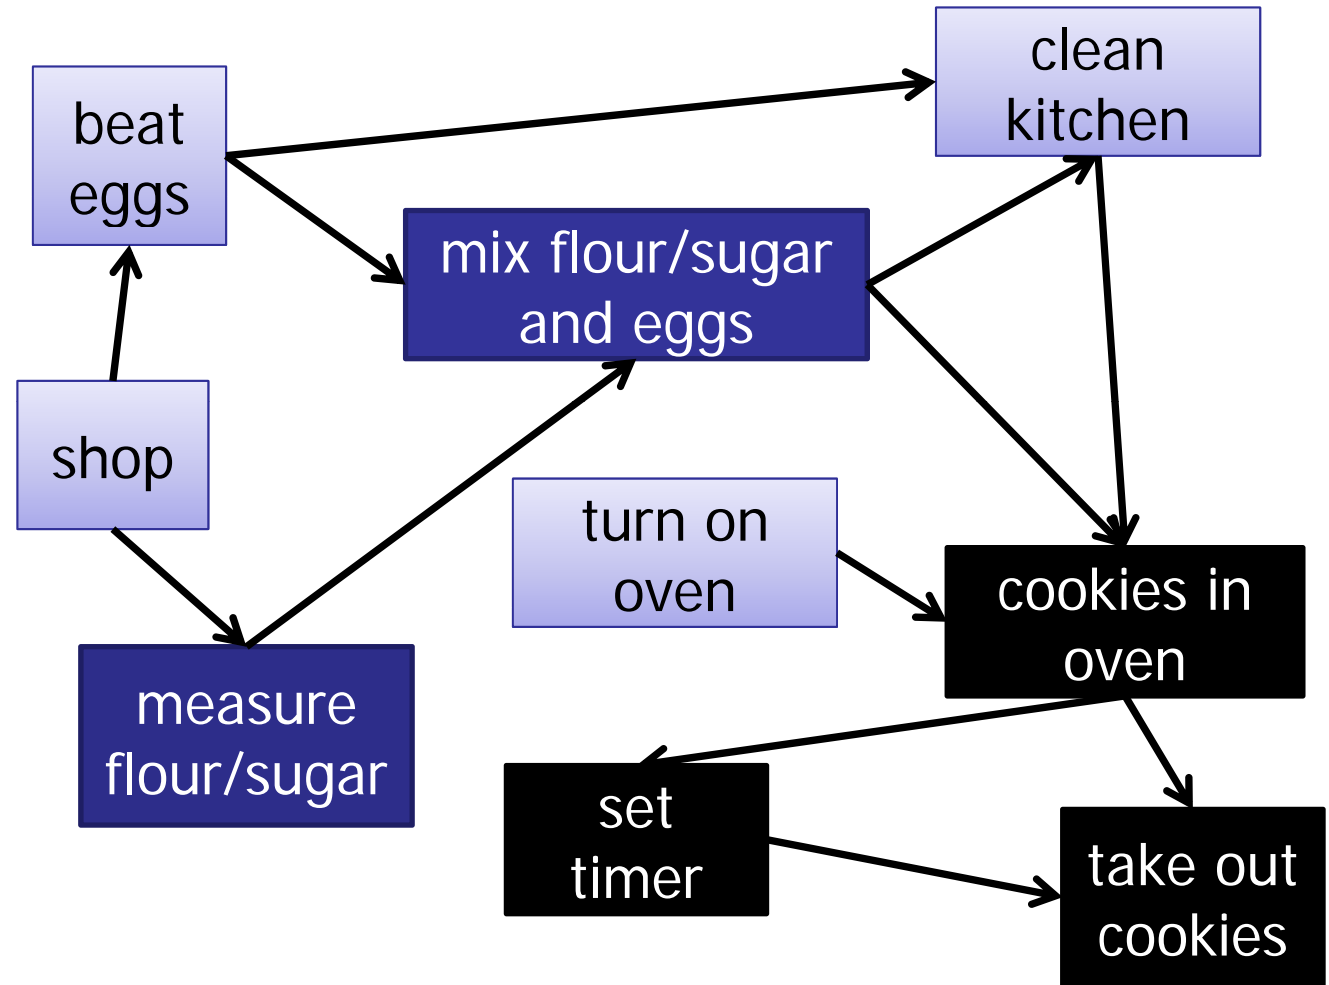 clean
kitchen
beat
eggs
mix flour/sugar
and eggs
shop
turn on
oven
cookies in
oven
measure
flour/sugar
set
timer
take out
cookies